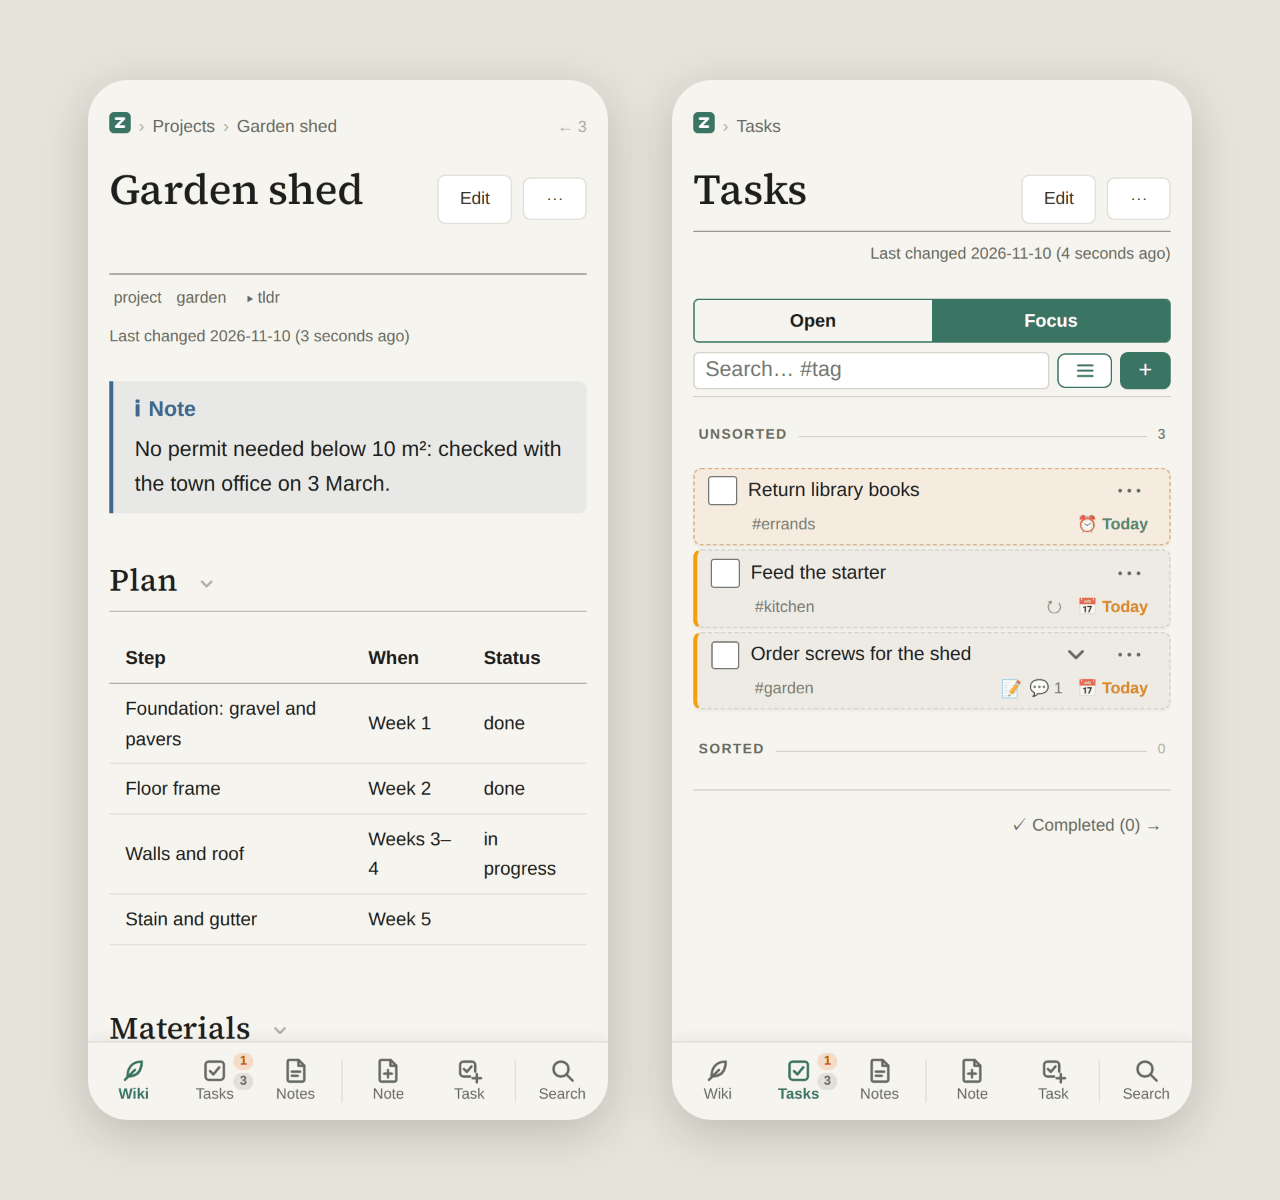 Z › Projects › Garden shed
← 3
Garden shed
Edit
···
project garden ▸ tldr
Last changed 2026-11-10 (3 seconds ago)
Note
No permit needed below 10 m²: checked with
the town office on 3 March.
Plan
Step When Status
Foundation: gravel and
pavers
Week 1
done
Floor frame Week 2 done
Walls and roof
Weeks 3–
4
in
progress
Stain and gutter Week 5
Materials
Wiki
Tasks
1
3
Notes
Note
Task
Search
Z › Tasks
Tasks
Edit
···
Last changed 2026-11-10 (4 seconds ago)
Open
Focus
Search… #tag
+
UNSORTED 3
Return library books
#errands ⏰ Today
Feed the starter
#kitchen 📅 Today
Order screws for the shed
#garden 📝 💬 1 📅 Today
SORTED 0
✓ Completed (0) →
Wiki
Tasks
1
3
Notes
Note
Task
Search